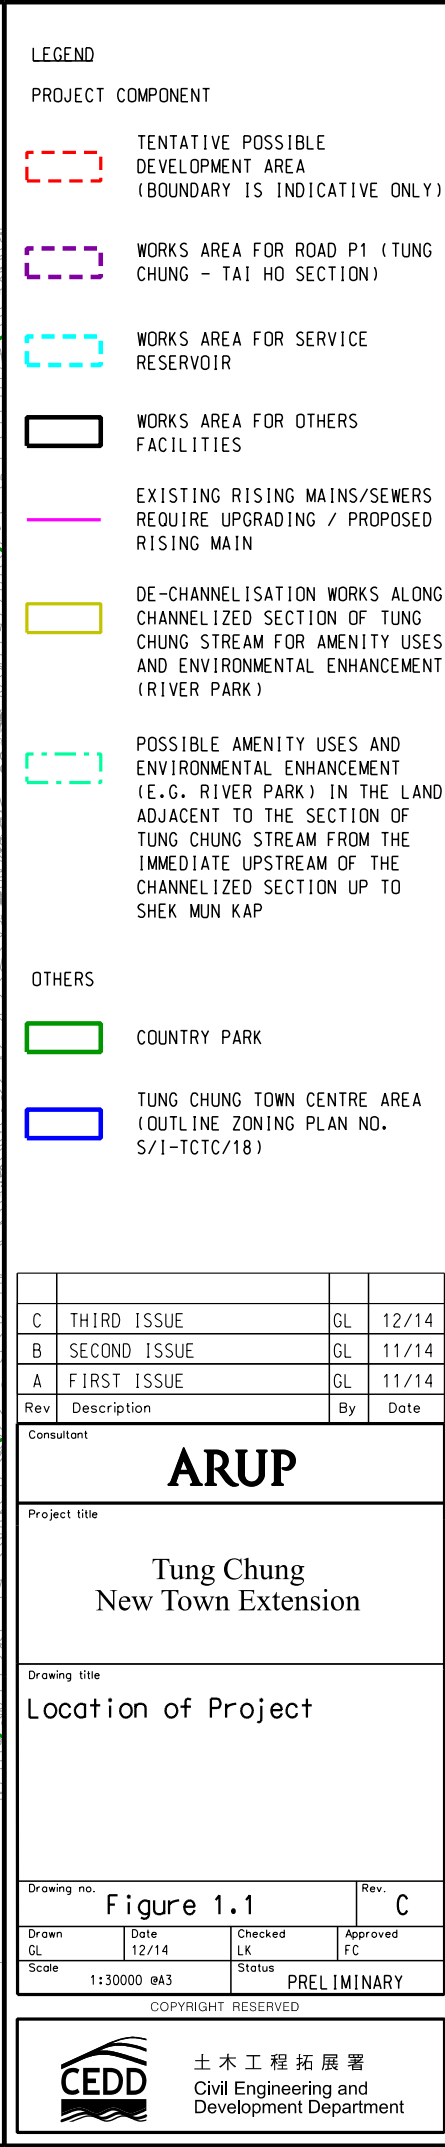 LEGEND
PROJECT COMPONENT
TENTATIVE POSSIBLE
DEVELOPMENT AREA
(BOUNDARY IS INDICATIVE ONLY)
WORKS AREA FOR ROAD P1 (TUNG
CHUNG - TAI HO SECTION)
WORKS AREA FOR SERVICE
RESERVOIR
WORKS AREA FOR OTHERS
FACILITIES
EXISTING RISING MAINS/SEWERS
REQUIRE UPGRADING / PROPOSED
RISING MAIN
DE-CHANNELISATION WORKS ALONG
CHANNELIZED SECTION OF TUNG
CHUNG STREAM FOR AMENITY USES
AND ENVIRONMENTAL ENHANCEMENT
(RIVER PARK)
POSSIBLE AMENITY USES AND
ENVIRONMENTAL ENHANCEMENT
(E.G. RIVER PARK) IN THE LAND
ADJACENT TO THE SECTION OF
TUNG CHUNG STREAM FROM THE
IMMEDIATE UPSTREAM OF THE
CHANNELIZED SECTION UP TO
SHEK MUN KAP
OTHERS
COUNTRY PARK
TUNG CHUNG TOWN CENTRE AREA
(OUTLINE ZONING PLAN NO.
S/I-TCTC/18)
C THIRD ISSUE GL 12/14
B SECOND ISSUE GL 11/14
A FIRST ISSUE GL 11/14
Rev Description By Date
Consultant
ARUP
Project title
Tung Chung
New Town Extension
Drawing title
Location of Project
Drawing no. Rev.
Figure 1.1 C
Drawn Date Checked Approved
GL 12/14 LK FC
Scale Status
1:30000 @A3 PRELIMINARY
COPYRIGHT RESERVED
CEDD
土木工程拓展署
Civil Engineering and
Development Department